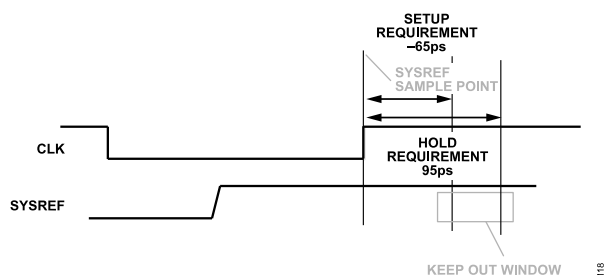 SETUP
REQUIREMENT
–65ps
SYSREF
SAMPLE POINT
CLK
HOLD
REQUIREMENT
95ps
SYSREF
KEEP OUT WINDOW